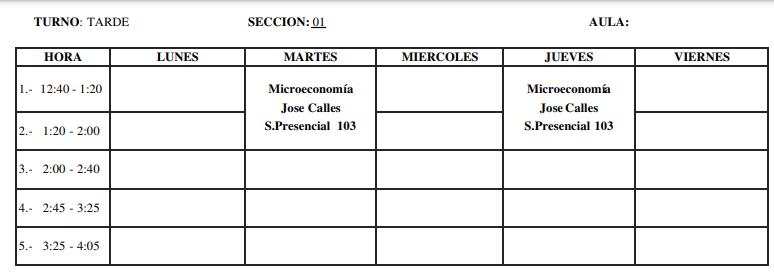 TURNO: TARDE SECCION: 01 AULA:
HORA LUNES MARTES MIERCOLES JUEVES VIERNES
1.- 12:40 - 1:20
Microeconomía Microeconomía
Jose Calles Jose Calles
S.Presencial 103 S.Presencial 103
2.- 1:20 - 2:00
3.- 2:00 - 2:40
4.- 2:45 - 3:25
5.- 3:25 - 4:05